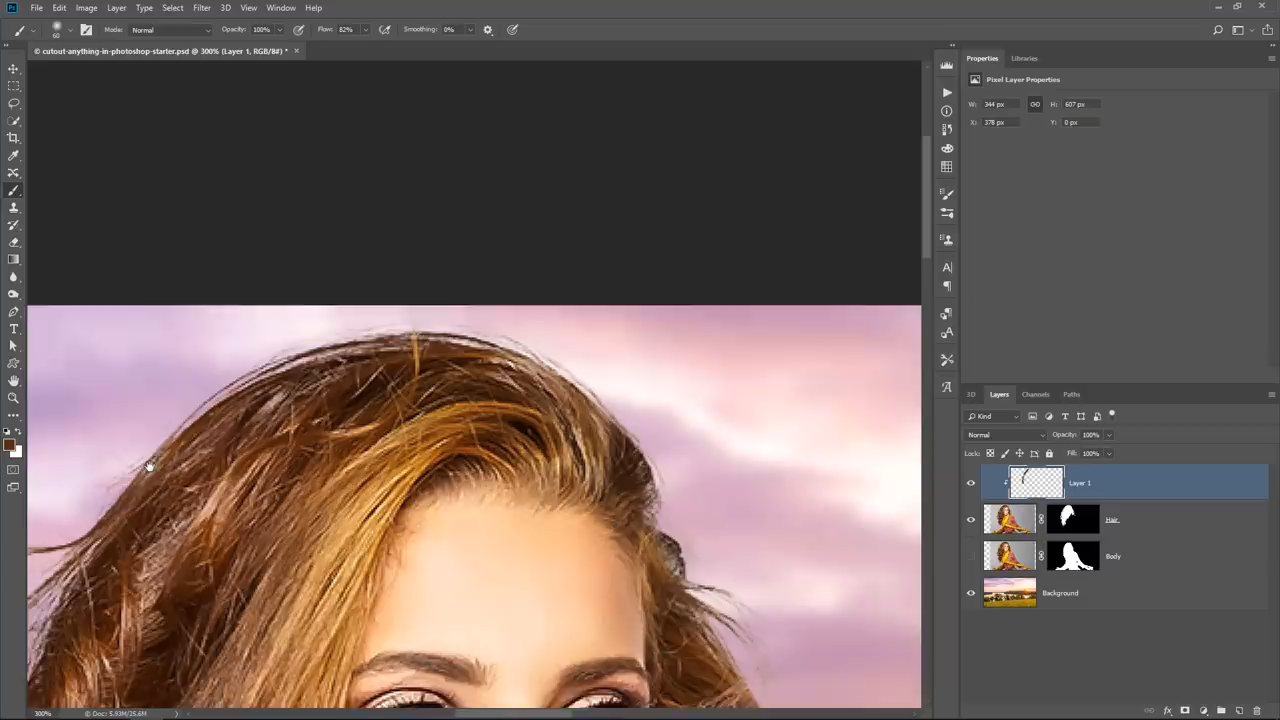 Ps File Edit Image Layer Type Select Filter 3D View Window Help
60 Mode: Normal Opacity: 100% Flow: 82% Smoothing: 0%
© cutout-anything-in-photoshop-starter.psd @ 300% (Layer 1, RGB/8#) * ×
Properties Libraries
Pixel Layer Properties
W: 344 px H: 607 px
X: 378 px Y: 0 px
3D Layers Channels Paths
Kind
Normal Opacity: 100%
Lock: Fill: 100%
Layer 1
Hair
Body
Background
300% © Doc: 5.93M/25.6M